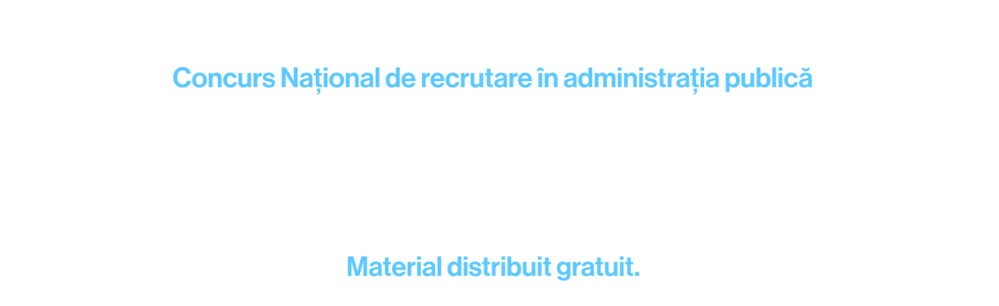 Concurs Național de recrutare în administrația publică
Material distribuit gratuit.